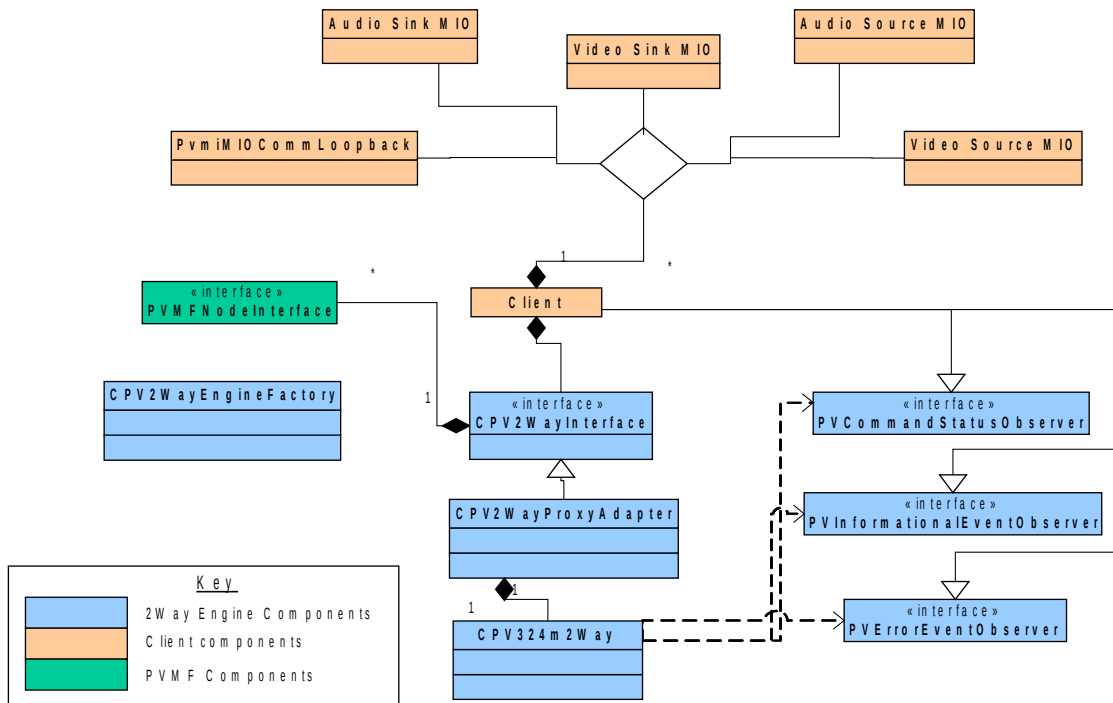 Audio Sink MIO
Audio Source MIO
Video Sink MIO
PvmiMIOCommLoopback
Video Source MIO
1
*
*
«interface»
PVMFNodeInterface
Client
CPV2WayEngineFactory
1
«interface»
CPV2WayInterface
«interface»
PVCommandStatusObserver
CPV2WayProxyAdapter
«interface»
PVInformationalEventObserver
1
1
CPV324m2Way
«interface»
PVErrorEventObserver
Key
2Way Engine Components
Client components
PVMF Components